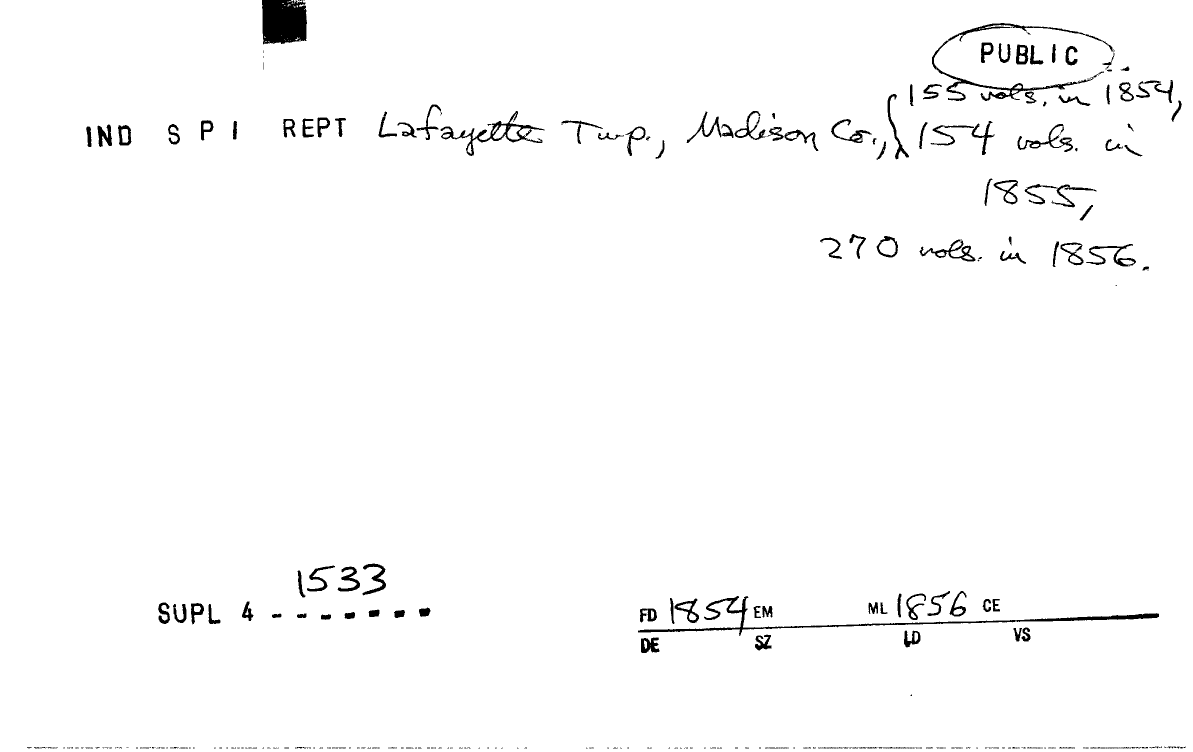 PUBLIC
IND S P I REPT Lafayette Twp., Madison Co., { 155 vols. in 1854,
154 vols. in
1855,
270 vols. in 1856.
1533
SUPL 4 - - - - - - -
FD 1854 EM ML 1856 CE
DE SZ LD VS